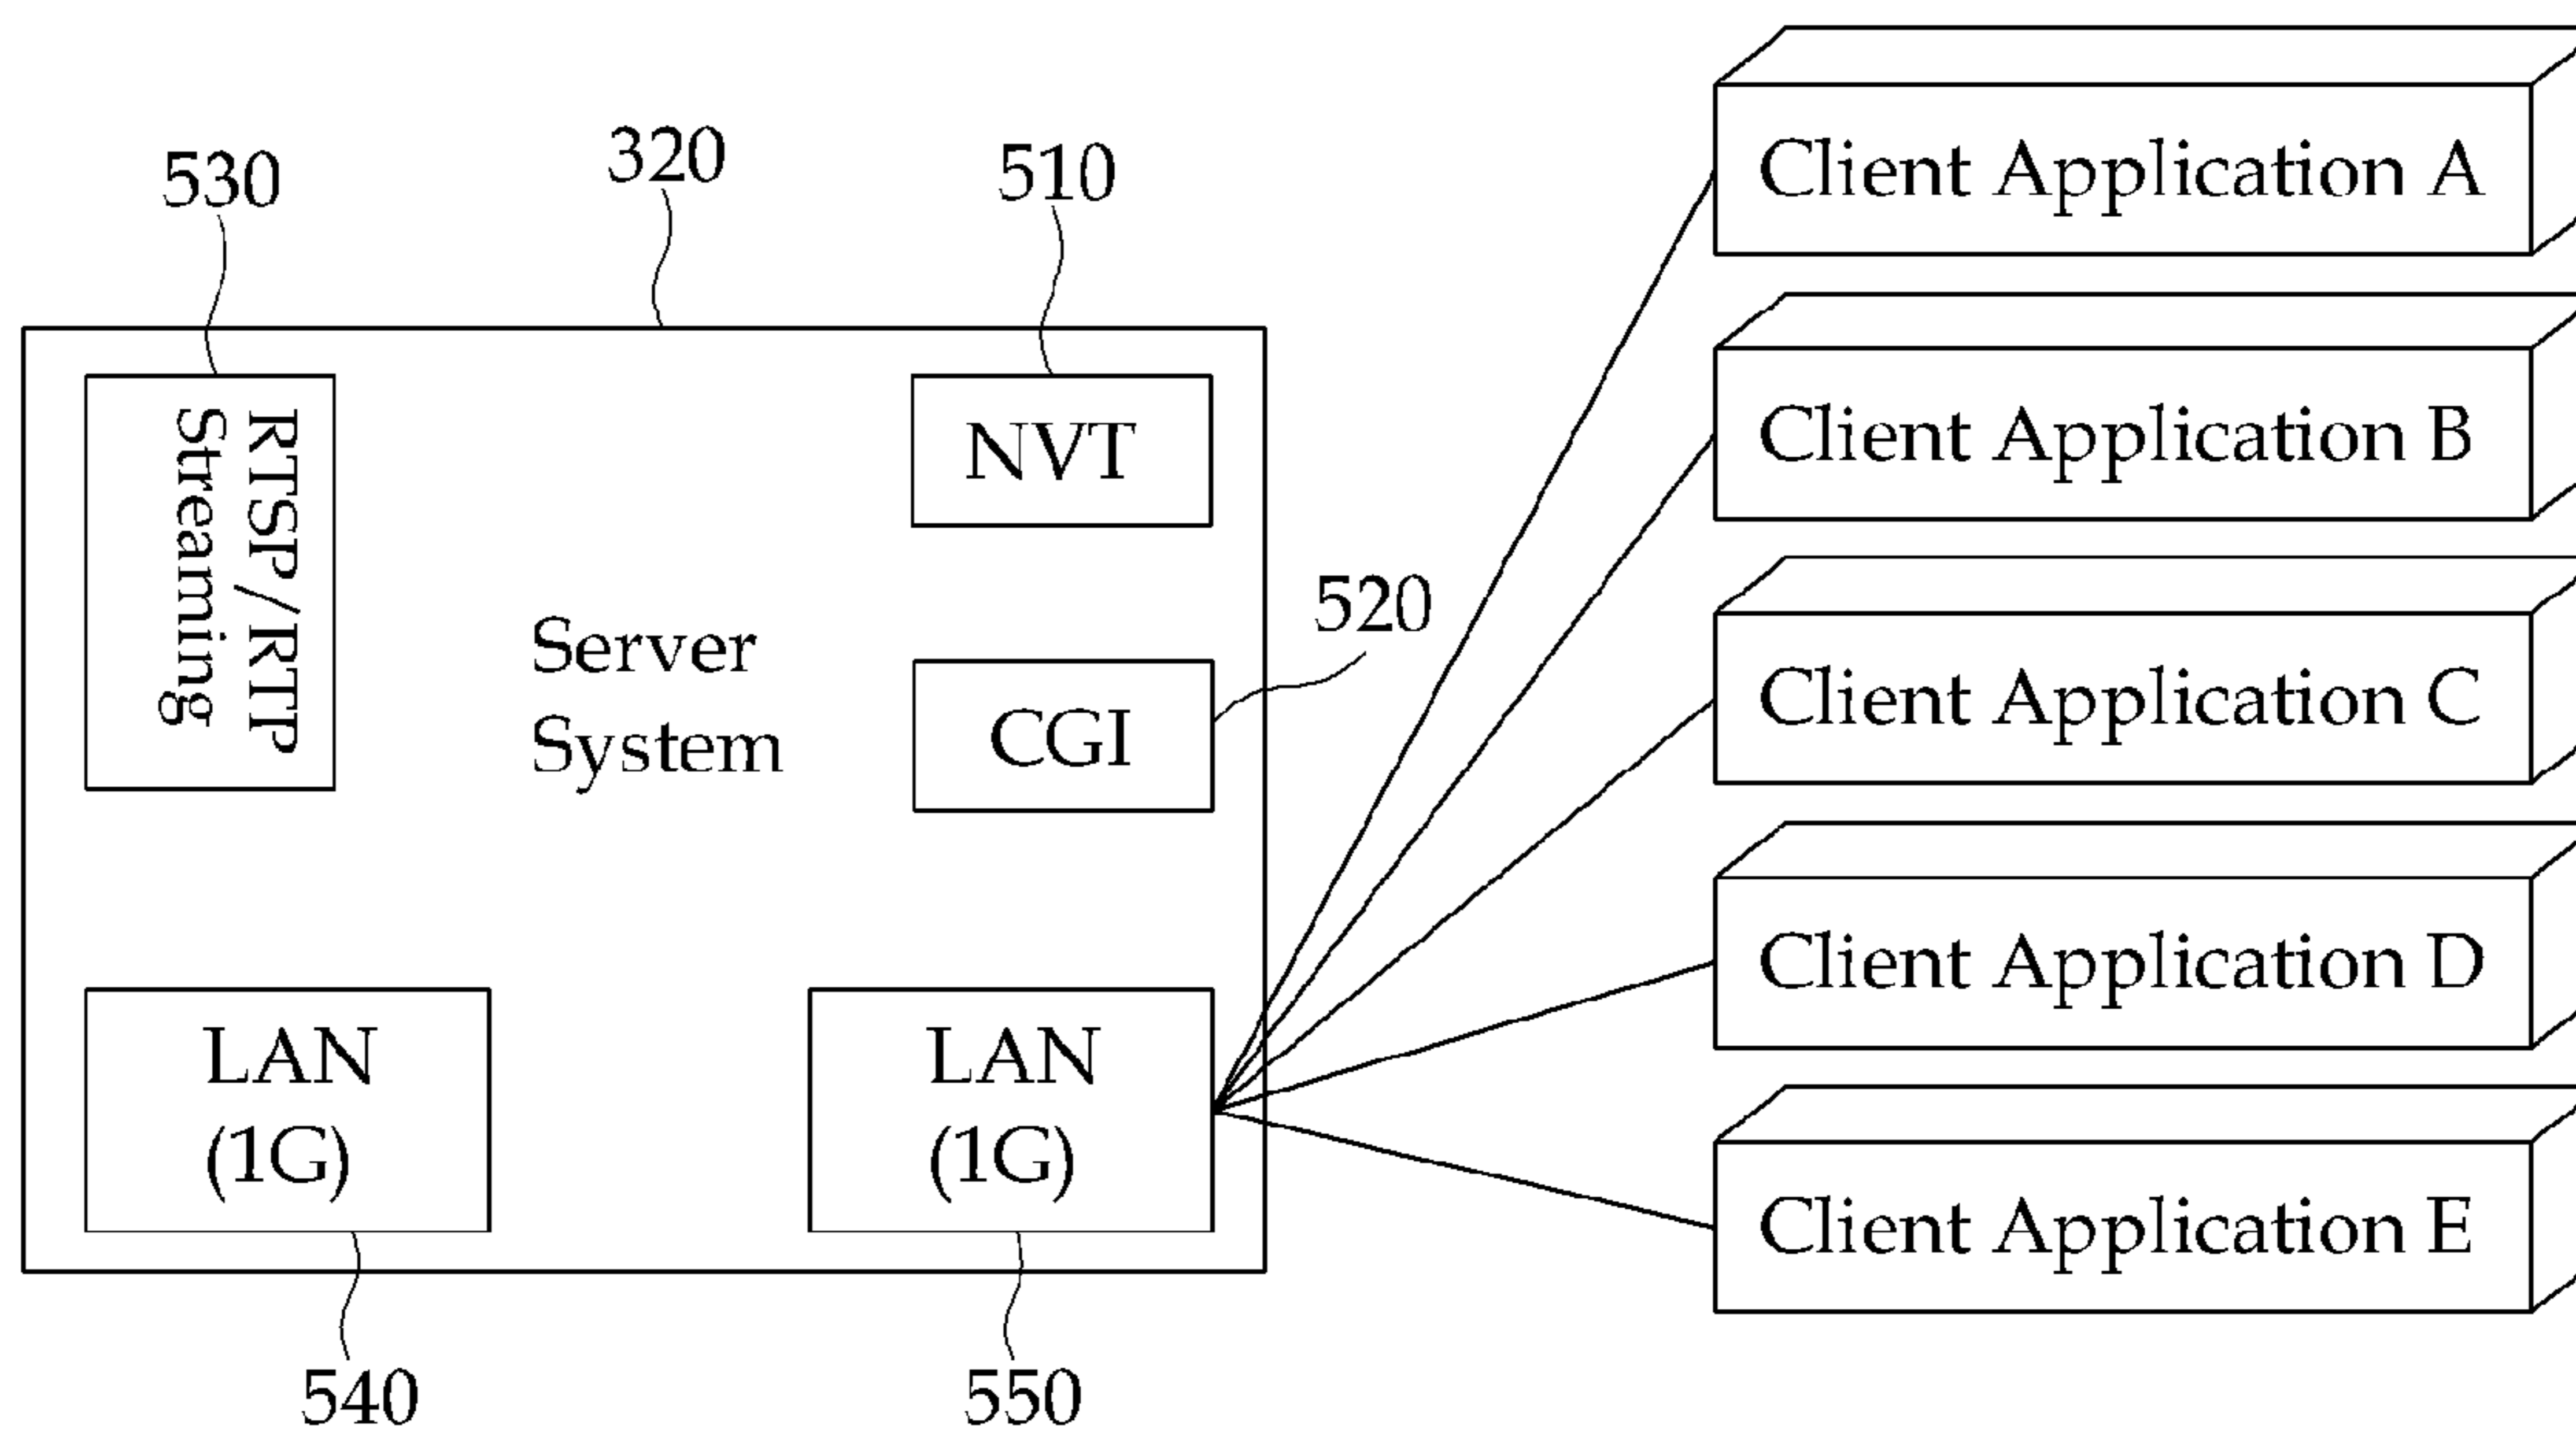 530
320
510
RTSP/RTP
Streaming
NVT
Server
System
520
CGI
LAN
(1G)
LAN
(1G)
540
550
Client Application A
Client Application B
Client Application C
Client Application D
Client Application E